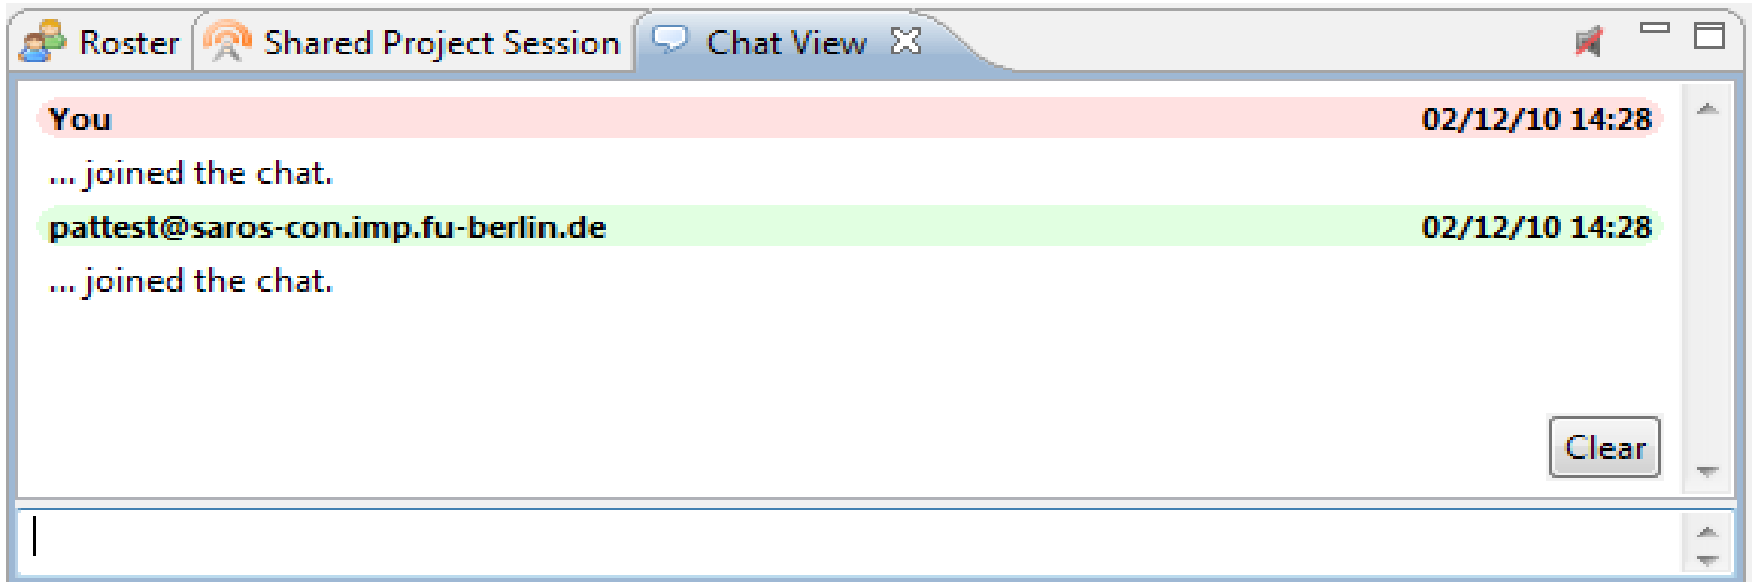 Roster Shared Project Session Chat View
You 02/12/10 14:28
... joined the chat.
pattest@saros-con.imp.fu-berlin.de 02/12/10 14:28
... joined the chat.
Clear